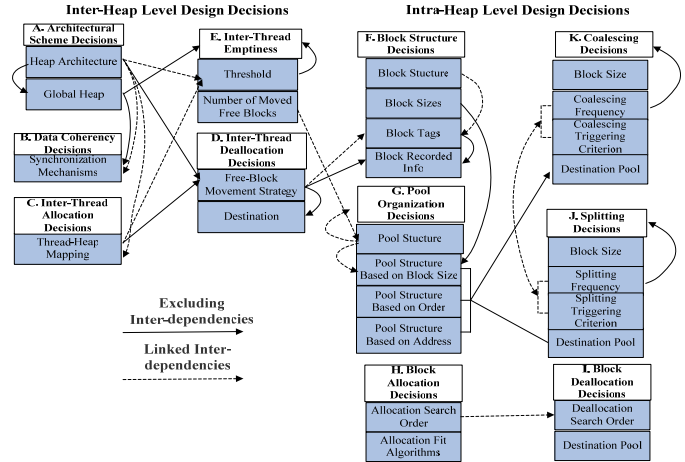 Inter-Heap Level Design Decisions
Intra-Heap Level Design Decisions
A. Architectural
Scheme Decisions
Heap Architecture
Global Heap
B. Data Coherency
Decisions
Synchronization
Mechanisms
C. Inter-Thread
Allocation
Decisions
Thread-Heap
Mapping
E. Inter-Thread
Emptiness
Threshold
Number of Moved
Free Blocks
D. Inter-Thread
Deallocation
Decisions
Free-Block
Movement Strategy
Destination
Excluding
Inter-dependencies
Linked Inter-
dependencies
F. Block Structure
Decisions
Block Stucture
Block Sizes
Block Tags
Block Recorded
Info
G. Pool
Organization
Decisions
Pool Stucture
Pool Structure
Based on Block Size
Pool Structure
Based on Order
Pool Structure
Based on Address
H. Block
Allocation
Decisions
Allocation Search
Order
Allocation Fit
Algorithms
K. Coalescing
Decisions
Block Size
Coalescing
Frequency
Coalescing
Triggering
Criterion
Destination Pool
J. Splitting
Decisions
Block Size
Splitting
Frequency
Splitting
Triggering
Criterion
Destination Pool
I. Block
Deallocation
Decisions
Deallocation
Search Order
Destination Pool